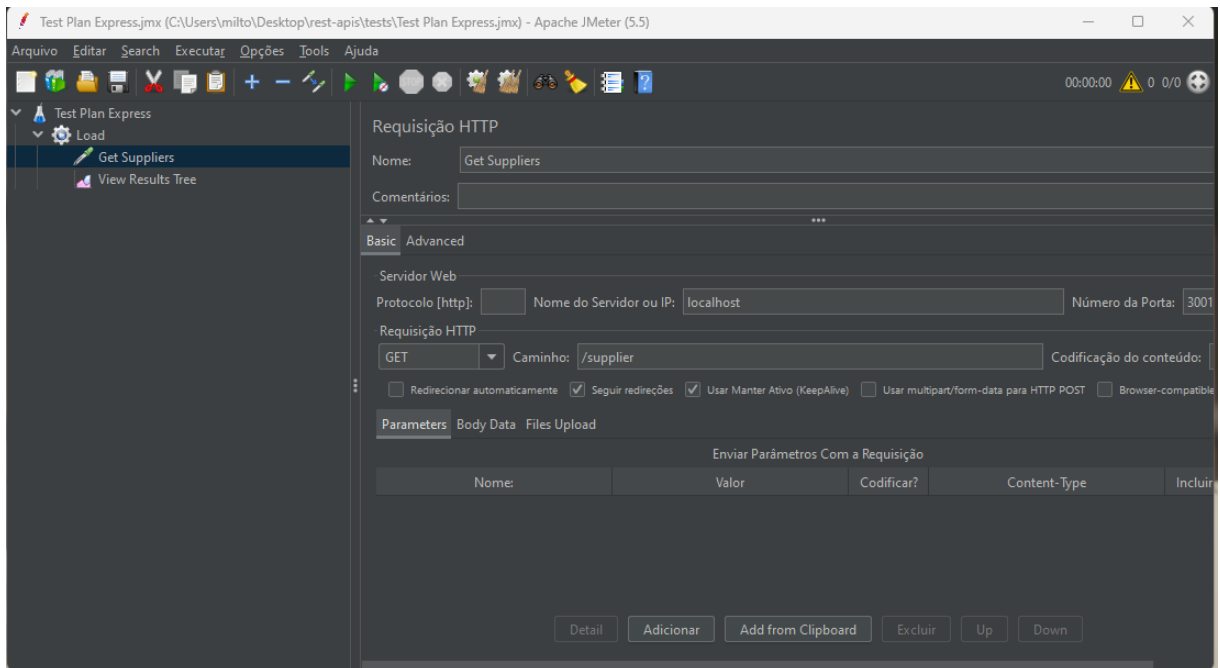 Test Plan Express.jmx (C:\Users\milto\Desktop\rest-apis\tests\Test Plan Express.jmx) - Apache JMeter (5.5)
Arquivo Editar Search Executar Opções Tools Ajuda
STOP 00:00:00 0 0/0
Test Plan Express
Load
Get Suppliers
View Results Tree
Requisição HTTP
Nome: Get Suppliers
Comentários:
Basic Advanced
Servidor Web
Protocolo [http]: Nome do Servidor ou IP: localhost Número da Porta: 3001
Requisição HTTP
GET Caminho: /supplier Codificação do conteúdo:
Redirecionar automaticamente Seguir redireções Usar Manter Ativo (KeepAlive) Usar multipart/form-data para HTTP POST Browser-compatible
Parameters Body Data Files Upload
Enviar Parâmetros Com a Requisição
Nome: Valor Codificar? Content-Type Incluir
Detail Adicionar Add from Clipboard Excluir Up Down